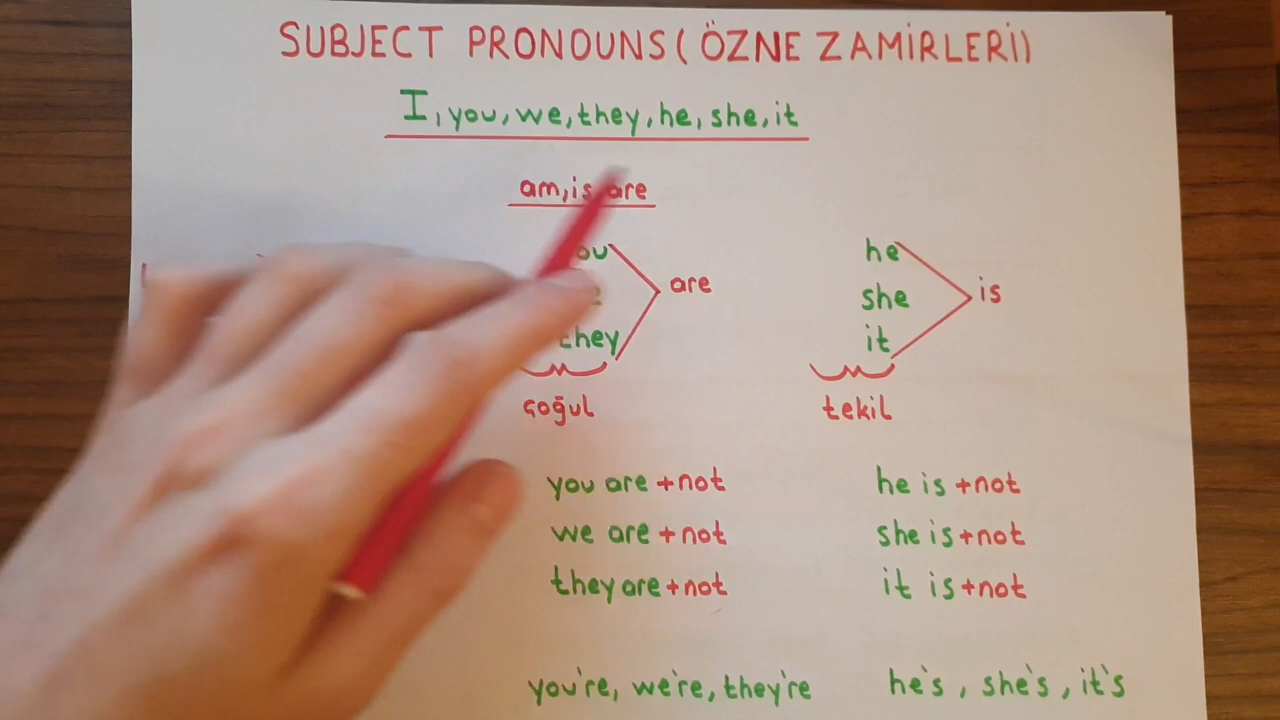 SUBJECT PRONOUNS (ÖZNE ZAMİRLERİ)
I, you, we, they, he, she, it
am, is, are
are
they
çoğul
he
she
it
is
tekil
you are +not
we are +not
they are +not
he is +not
she is +not
it is +not
you're, we're, they're
he's, she's, it's